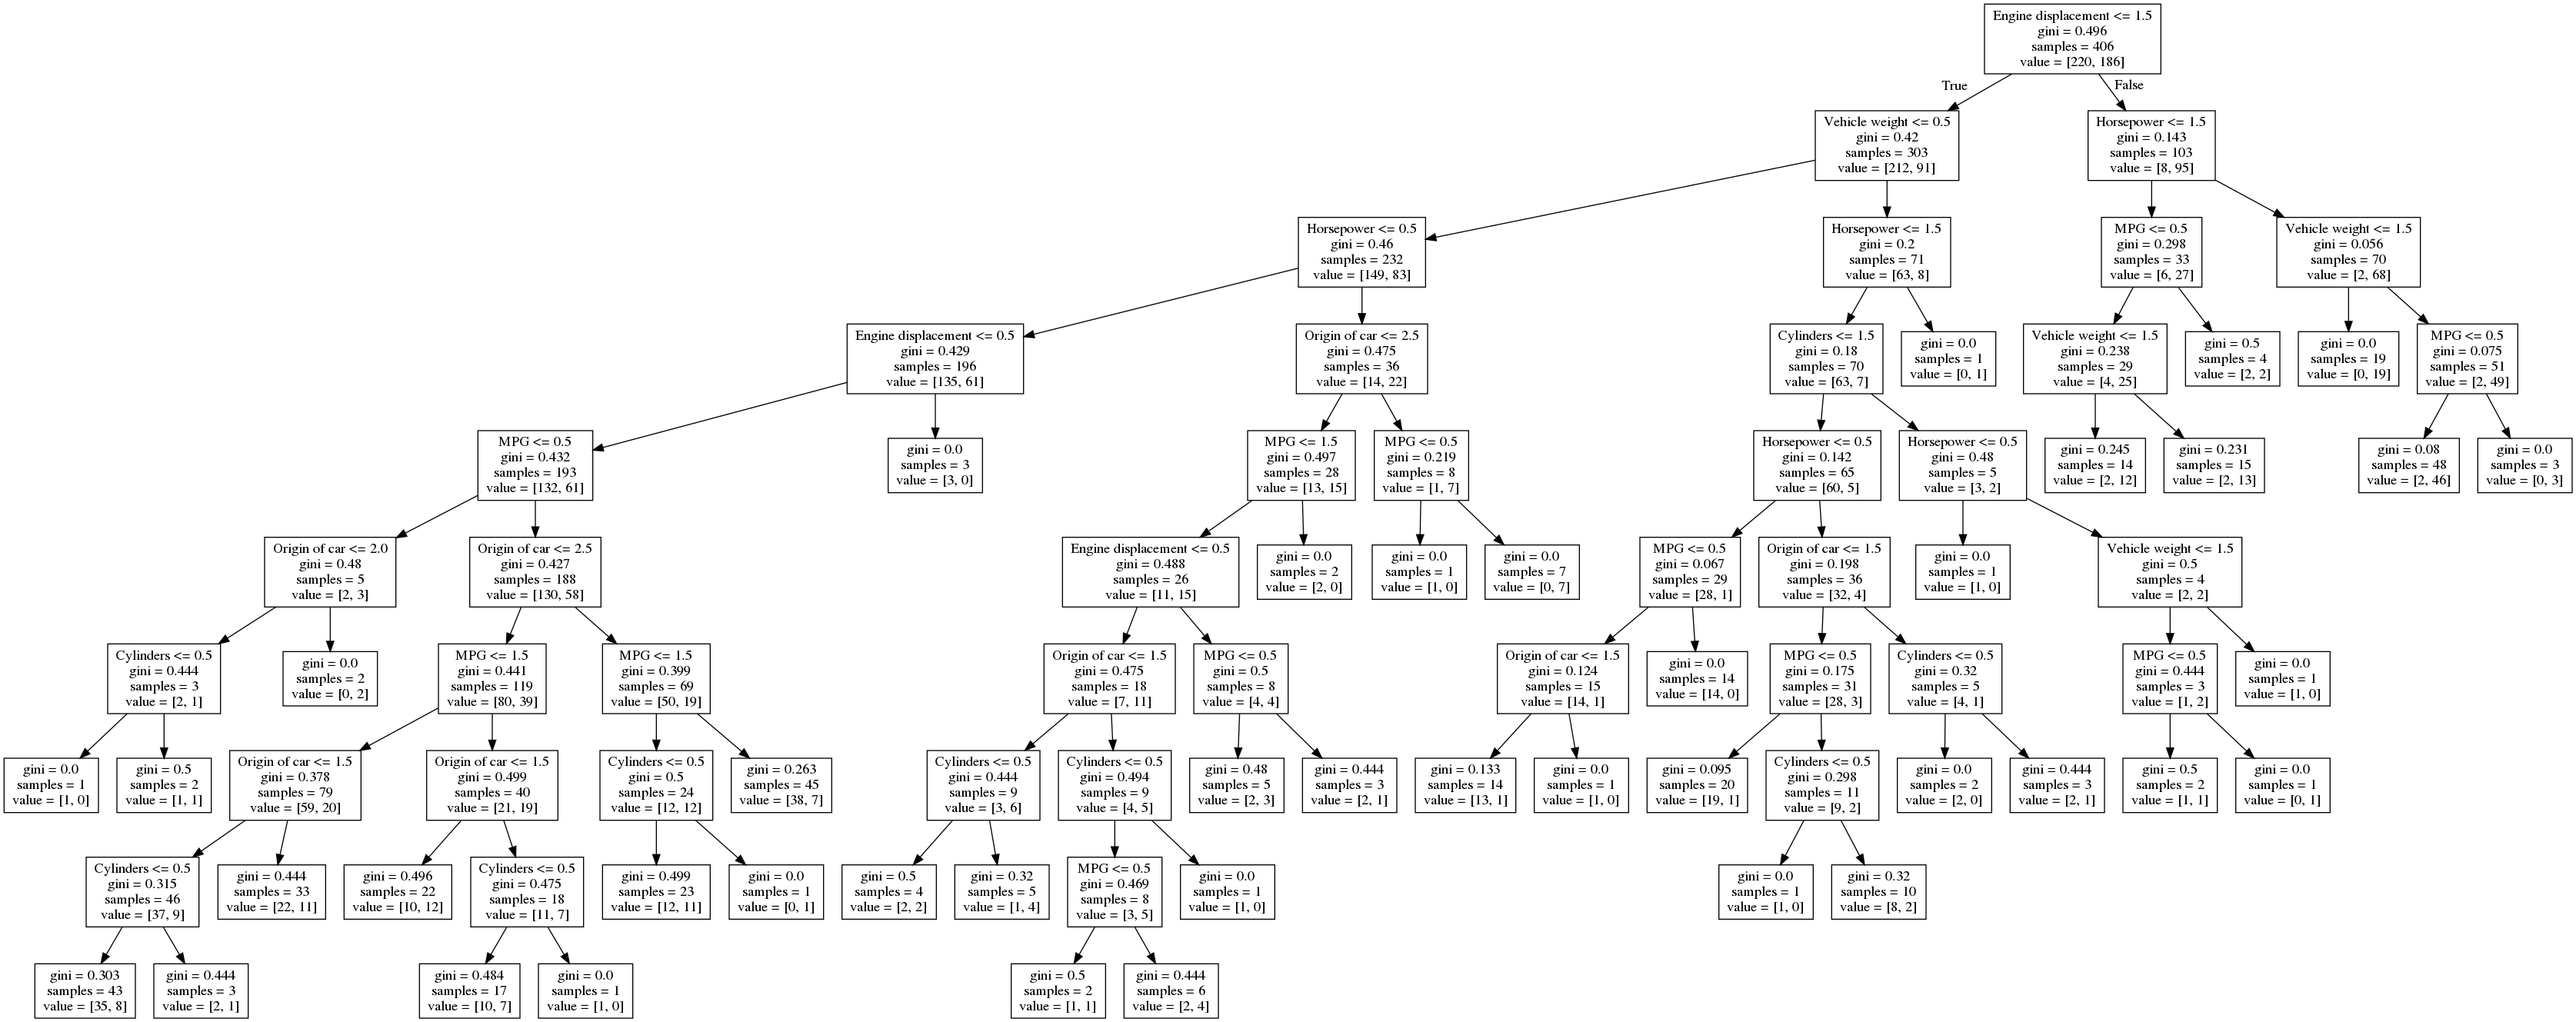 Engine displacement <= 1.5
gini = 0.496
samples = 406
value = [220, 186]
True
False
Vehicle weight <= 0.5
gini = 0.42
samples = 303
value = [212, 91]
Horsepower <= 1.5
gini = 0.143
samples = 103
value = [8, 95]
Horsepower <= 0.5
gini = 0.46
samples = 232
value = [149, 83]
Horsepower <= 1.5
gini = 0.2
samples = 71
value = [63, 8]
MPG <= 0.5
gini = 0.298
samples = 33
value = [6, 27]
Vehicle weight <= 1.5
gini = 0.056
samples = 70
value = [2, 68]
Engine displacement <= 0.5
gini = 0.429
samples = 196
value = [135, 61]
Origin of car <= 2.5
gini = 0.475
samples = 36
value = [14, 22]
Cylinders <= 1.5
gini = 0.18
samples = 70
value = [63, 7]
gini = 0.0
samples = 1
value = [0, 1]
Vehicle weight <= 1.5
gini = 0.238
samples = 29
value = [4, 25]
gini = 0.5
samples = 4
value = [2, 2]
gini = 0.0
samples = 19
value = [0, 19]
MPG <= 0.5
gini = 0.075
samples = 51
value = [2, 49]
MPG <= 0.5
gini = 0.432
samples = 193
value = [132, 61]
gini = 0.0
samples = 3
value = [3, 0]
MPG <= 1.5
gini = 0.497
samples = 28
value = [13, 15]
MPG <= 0.5
gini = 0.219
samples = 8
value = [1, 7]
Horsepower <= 0.5
gini = 0.142
samples = 65
value = [60, 5]
Horsepower <= 0.5
gini = 0.48
samples = 5
value = [3, 2]
gini = 0.245
samples = 14
value = [2, 12]
gini = 0.231
samples = 15
value = [2, 13]
gini = 0.08
samples = 48
value = [2, 46]
gini = 0.0
samples = 3
value = [0, 3]
Origin of car <= 2.0
gini = 0.48
samples = 5
value = [2, 3]
Origin of car <= 2.5
gini = 0.427
samples = 188
value = [130, 58]
Engine displacement <= 0.5
gini = 0.488
samples = 26
value = [11, 15]
gini = 0.0
samples = 2
value = [2, 0]
gini = 0.0
samples = 1
value = [1, 0]
gini = 0.0
samples = 7
value = [0, 7]
MPG <= 0.5
gini = 0.067
samples = 29
value = [28, 1]
Origin of car <= 1.5
gini = 0.198
samples = 36
value = [32, 4]
gini = 0.0
samples = 1
value = [1, 0]
Vehicle weight <= 1.5
gini = 0.5
samples = 4
value = [2, 2]
Cylinders <= 0.5
gini = 0.444
samples = 3
value = [2, 1]
gini = 0.0
samples = 2
value = [0, 2]
MPG <= 1.5
gini = 0.441
samples = 119
value = [80, 39]
MPG <= 1.5
gini = 0.399
samples = 69
value = [50, 19]
Origin of car <= 1.5
gini = 0.475
samples = 18
value = [7, 11]
MPG <= 0.5
gini = 0.5
samples = 8
value = [4, 4]
Origin of car <= 1.5
gini = 0.124
samples = 15
value = [14, 1]
gini = 0.0
samples = 14
value = [14, 0]
MPG <= 0.5
gini = 0.175
samples = 31
value = [28, 3]
Cylinders <= 0.5
gini = 0.32
samples = 5
value = [4, 1]
MPG <= 0.5
gini = 0.444
samples = 3
value = [1, 2]
gini = 0.0
samples = 1
value = [1, 0]
gini = 0.0
samples = 1
value = [1, 0]
gini = 0.5
samples = 2
value = [1, 1]
Origin of car <= 1.5
gini = 0.378
samples = 79
value = [59, 20]
Origin of car <= 1.5
gini = 0.499
samples = 40
value = [21, 19]
Cylinders <= 0.5
gini = 0.5
samples = 24
value = [12, 12]
gini = 0.263
samples = 45
value = [38, 7]
Cylinders <= 0.5
gini = 0.444
samples = 9
value = [3, 6]
Cylinders <= 0.5
gini = 0.494
samples = 9
value = [4, 5]
gini = 0.48
samples = 5
value = [2, 3]
gini = 0.444
samples = 3
value = [2, 1]
gini = 0.133
samples = 14
value = [13, 1]
gini = 0.0
samples = 1
value = [1, 0]
gini = 0.095
samples = 20
value = [19, 1]
Cylinders <= 0.5
gini = 0.298
samples = 11
value = [9, 2]
gini = 0.0
samples = 2
value = [2, 0]
gini = 0.444
samples = 3
value = [2, 1]
gini = 0.5
samples = 2
value = [1, 1]
gini = 0.0
samples = 1
value = [0, 1]
Cylinders <= 0.5
gini = 0.315
samples = 46
value = [37, 9]
gini = 0.444
samples = 33
value = [22, 11]
gini = 0.496
samples = 22
value = [10, 12]
Cylinders <= 0.5
gini = 0.475
samples = 18
value = [11, 7]
gini = 0.499
samples = 23
value = [12, 11]
gini = 0.0
samples = 1
value = [0, 1]
gini = 0.5
samples = 4
value = [2, 2]
gini = 0.32
samples = 5
value = [1, 4]
MPG <= 0.5
gini = 0.469
samples = 8
value = [3, 5]
gini = 0.0
samples = 1
value = [1, 0]
gini = 0.0
samples = 1
value = [1, 0]
gini = 0.32
samples = 10
value = [8, 2]
gini = 0.303
samples = 43
value = [35, 8]
gini = 0.444
samples = 3
value = [2, 1]
gini = 0.484
samples = 17
value = [10, 7]
gini = 0.0
samples = 1
value = [1, 0]
gini = 0.5
samples = 2
value = [1, 1]
gini = 0.444
samples = 6
value = [2, 4]